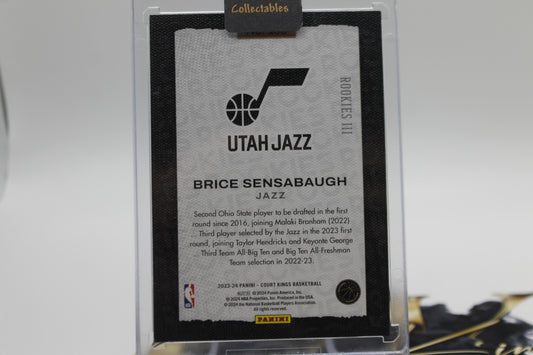 Collectables
ROOKIES III
UTAH JAZZ
BRICE SENSABAUGH
JAZZ
Second Ohio State player to be drafted in the first
round since 2016, joining Malaki Branham (2022)
... Third player selected by the Jazz in the 2023 first
round, joining Taylor Hendricks and Keyonte George
... Third Team All-Big Ten and Big Ten All-Freshman
Team selection in 2022-23.
2023-24 PANINI - COURT KINGS BASKETBALL
© 2024 Panini America, Inc.
© 2024 NBA Properties, Inc. Produced in the USA.
© 2024 the National Basketball Players Association.
All rights reserved.
PANINI